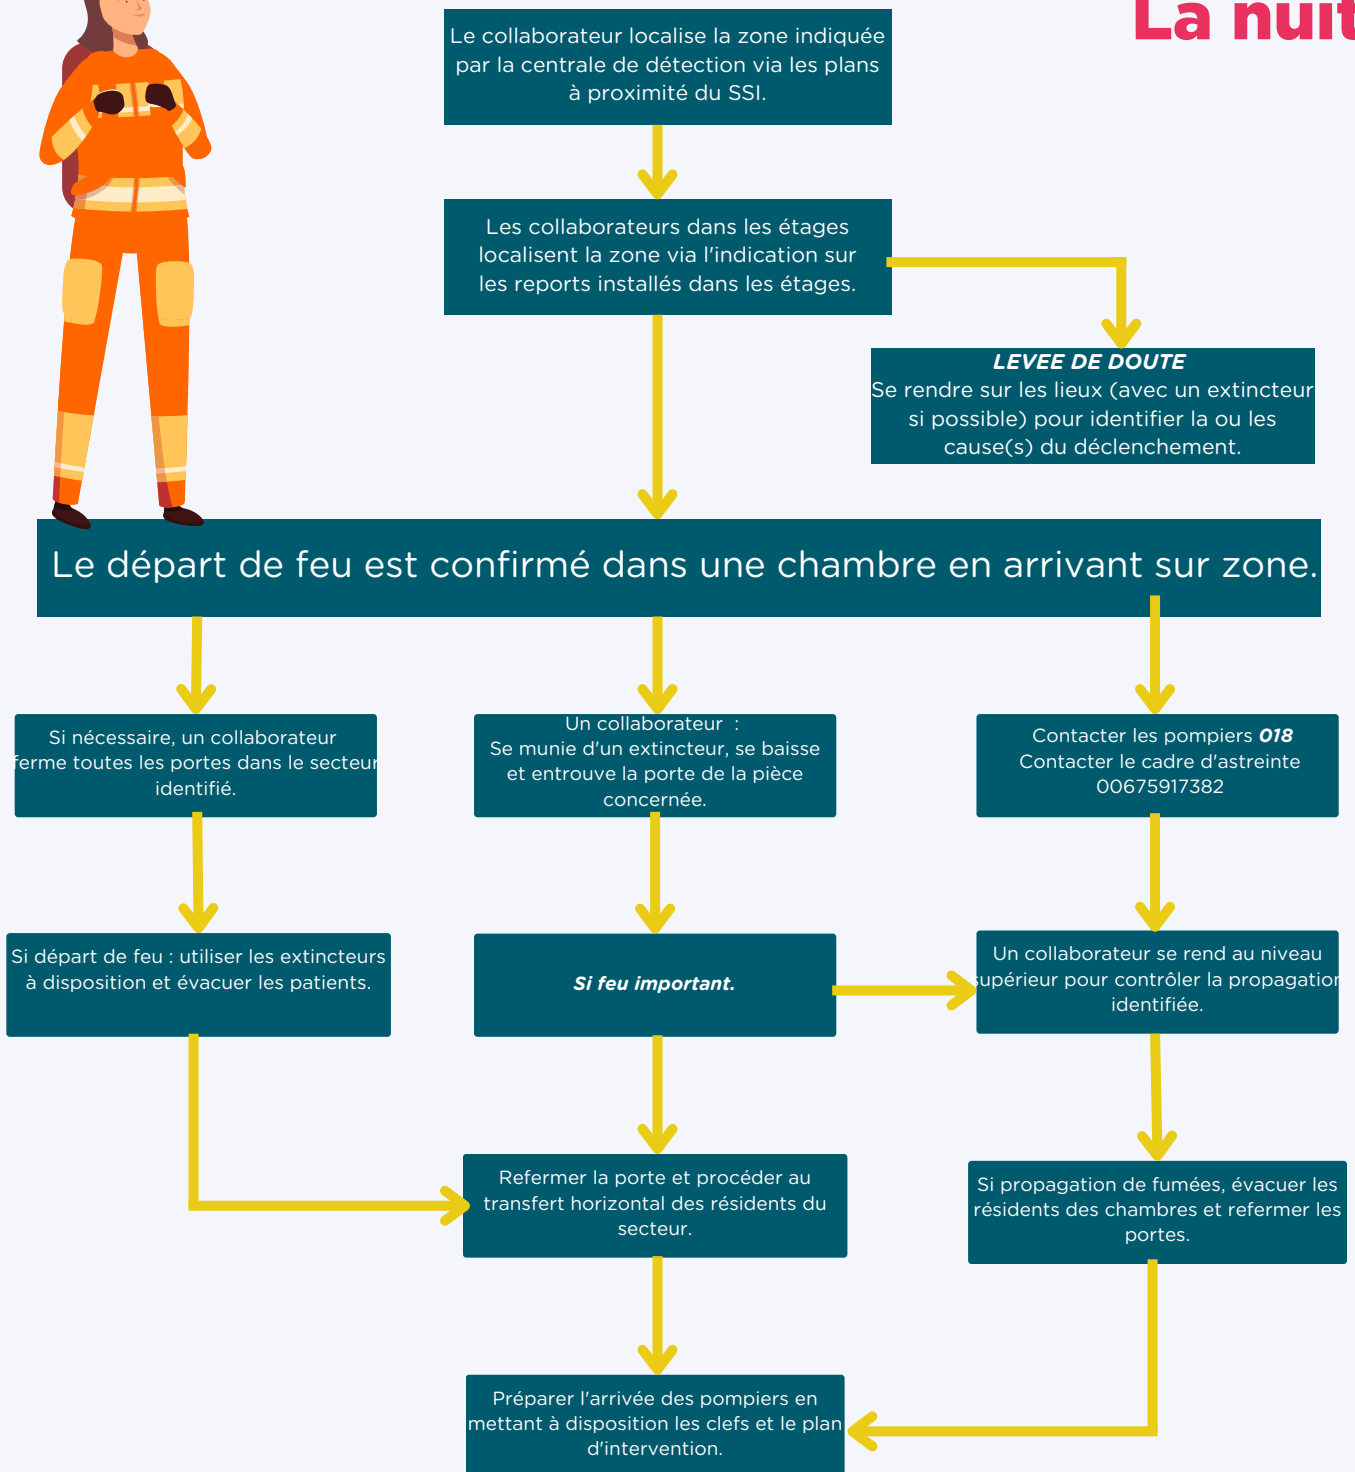 La nuit
Le collaborateur localise la zone indiquée
par la centrale de détection via les plans
à proximité du SSI.
Les collaborateurs dans les étages
localisent la zone via l'indication sur
les reports installés dans les étages.
LEVEE DE DOUTE
Se rendre sur les lieux (avec un extincteur
si possible) pour identifier la ou les
cause(s) du déclenchement.
Le départ de feu est confirmé dans une chambre en arrivant sur zone.
Si nécessaire, un collaborateur
ferme toutes les portes dans le secteur
identifié.
Un collaborateur :
Se munie d'un extincteur, se baisse
et entrouve la porte de la pièce
concernée.
Contacter les pompiers 018
Contacter le cadre d'astreinte
00675917382
Si départ de feu : utiliser les extincteurs
à disposition et évacuer les patients.
Si feu important.
Un collaborateur se rend au niveau
supérieur pour contrôler la propagation
identifiée.
Refermer la porte et procéder au
transfert horizontal des résidents du
secteur.
Si propagation de fumées, évacuer les
résidents des chambres et refermer les
portes.
Préparer l'arrivée des pompiers en
mettant à disposition les clefs et le plan
d'intervention.